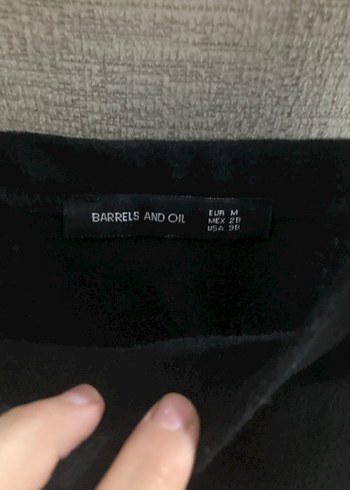 BARRELS AND OIL
EUR M
MEX 28
USA 38